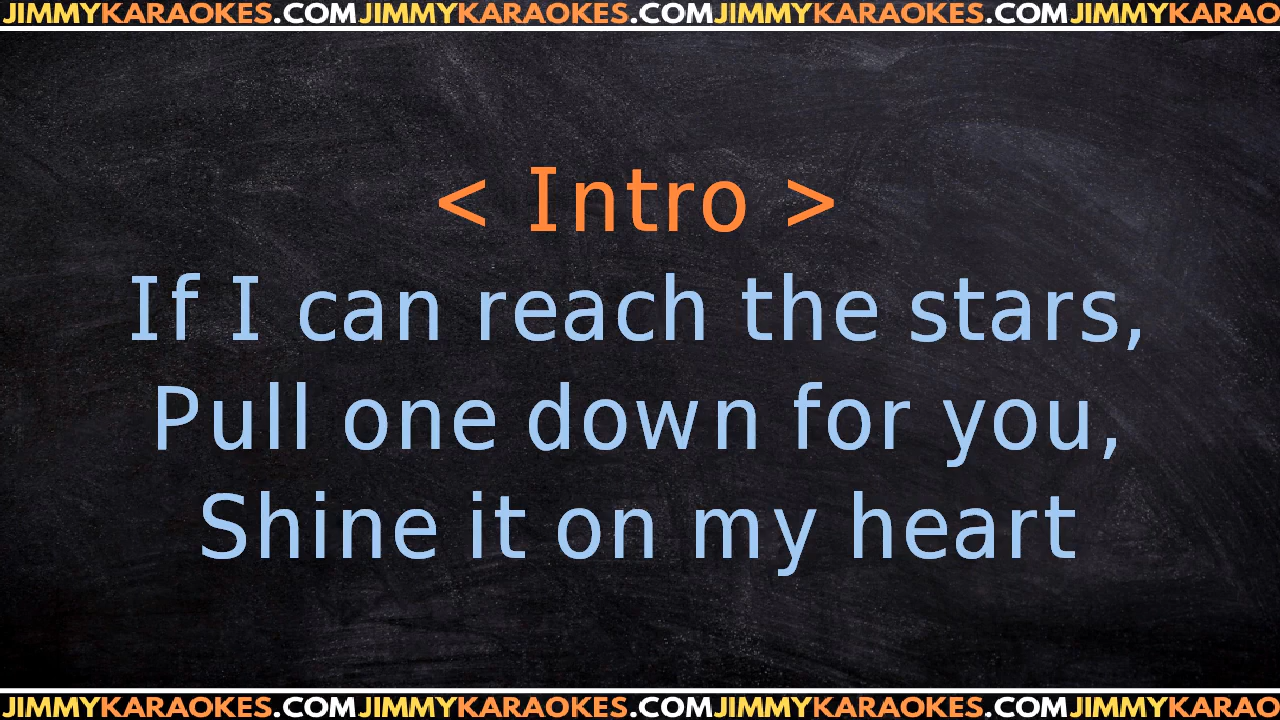 JIMMYKARAOKES.COMJIMMYKARAOKES.COMJIMMYKARAOKES.COMJIMMYKARAO
< Intro >
If I can reach the stars,
Pull one down for you,
Shine it on my heart
JIMMYKARAOKES.COMJIMMYKARAOKES.COMJIMMYKARAOKES.COMJIMMYKARAO